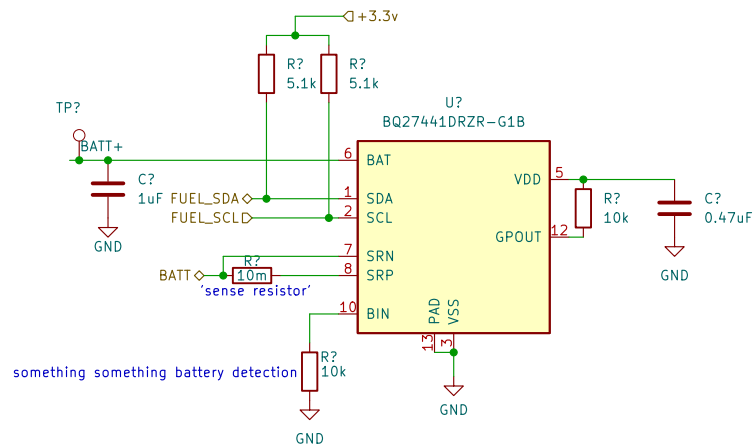 +3.3v
R?
5.1k
R?
5.1k
TP?
BATT+
C?
1uF
GND
FUEL_SDA
FUEL_SCL
BATT
R?
10m
'sense resistor'
something something battery detection
R?
10k
GND
U?
BQ27441DRZR-G1B
6
BAT
1
SDA
2
SCL
7
SRN
8
SRP
10
BIN
PAD
13
VSS
3
GND
VDD
5
GPOUT
12
R?
10k
C?
0.47uF
GND